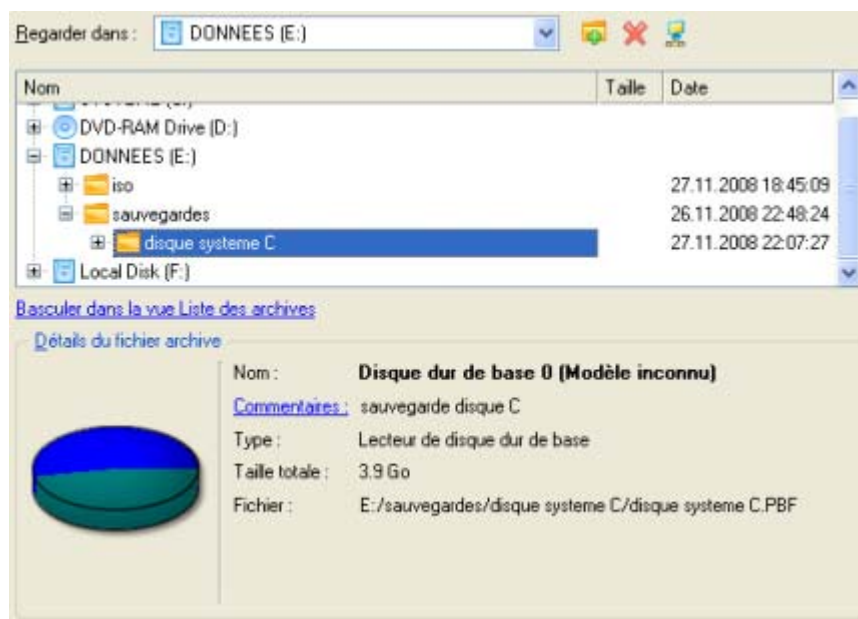 Regarder dans : DONNEES (E:)
Nom Taille Date
DVD-RAM Drive (D:)
DONNEES (E:)
iso 27.11.2008 18:45:09
sauvegardes 26.11.2008 22:48:24
disque systeme C 27.11.2008 22:07:27
Local Disk (F:)
Basculer dans la vue Liste des archives
Détails du fichier archive
Nom : Disque dur de base 0 (Modèle inconnu)
Commentaires : sauvegarde disque C
Type : Lecteur de disque dur de base
Taille totale : 3.9 Go
Fichier : E:/sauvegardes/disque systeme C/disque systeme C.PBF